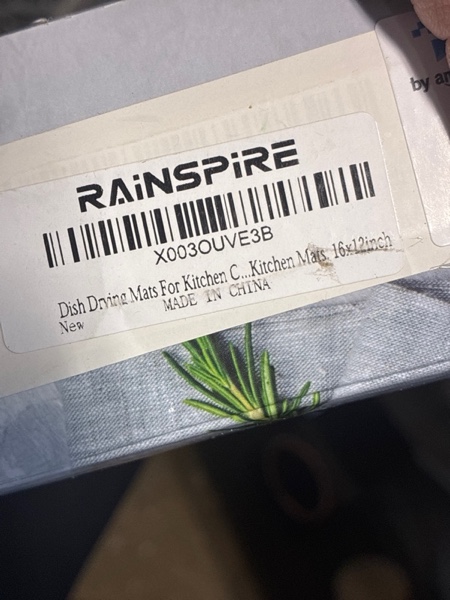 RAiNSPiRE
X003OUVE3B
Dish Drying Mats For Kitchen C...Kitchen Mats, 16x12inch
New
MADE IN CHINA
by